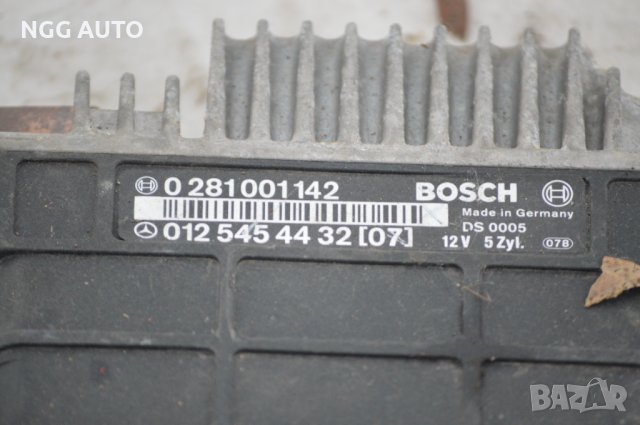 NGG AUTO
0 281 001 142
BOSCH
Made in Germany
012 545 44 32 [07]
DS 0005
12V 5 Zyl. 078
BAZAR